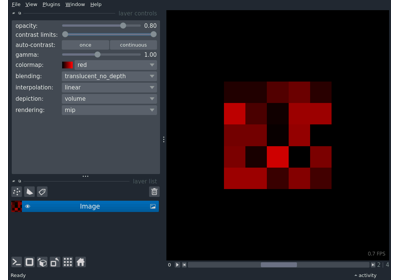 File View Plugins Window Help
layer controls
opacity: 0.80
contrast limits:
auto-contrast: once continuous
gamma: 1.00
colormap: red
blending: translucent_no_depth
interpolation: linear
depiction: volume
rendering: mip
layer list
Image
0.7 FPS
0 2 4
Ready activity